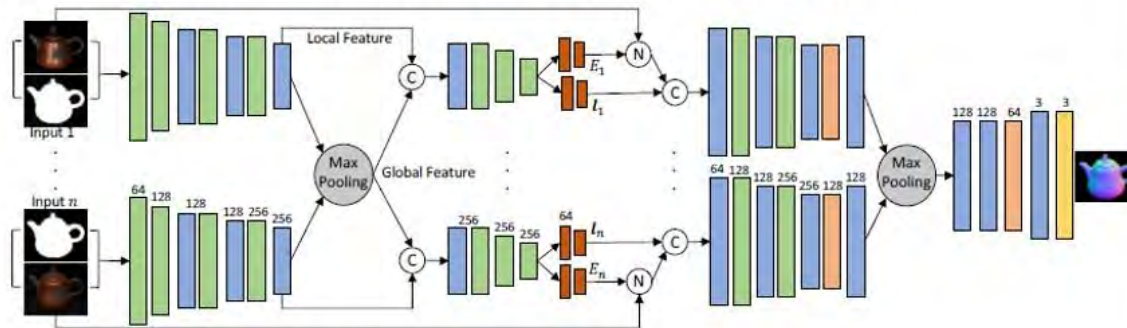 Input 1
Local Feature
C
E₁
l₁
N
C
Max
Pooling
Global Feature
Max
Pooling
128 128 64 3 3
Input n
64 128 128 128 256 256
C
256 256 256 64
lₙ
Eₙ
N
C
64 128 128 256 256 128 128